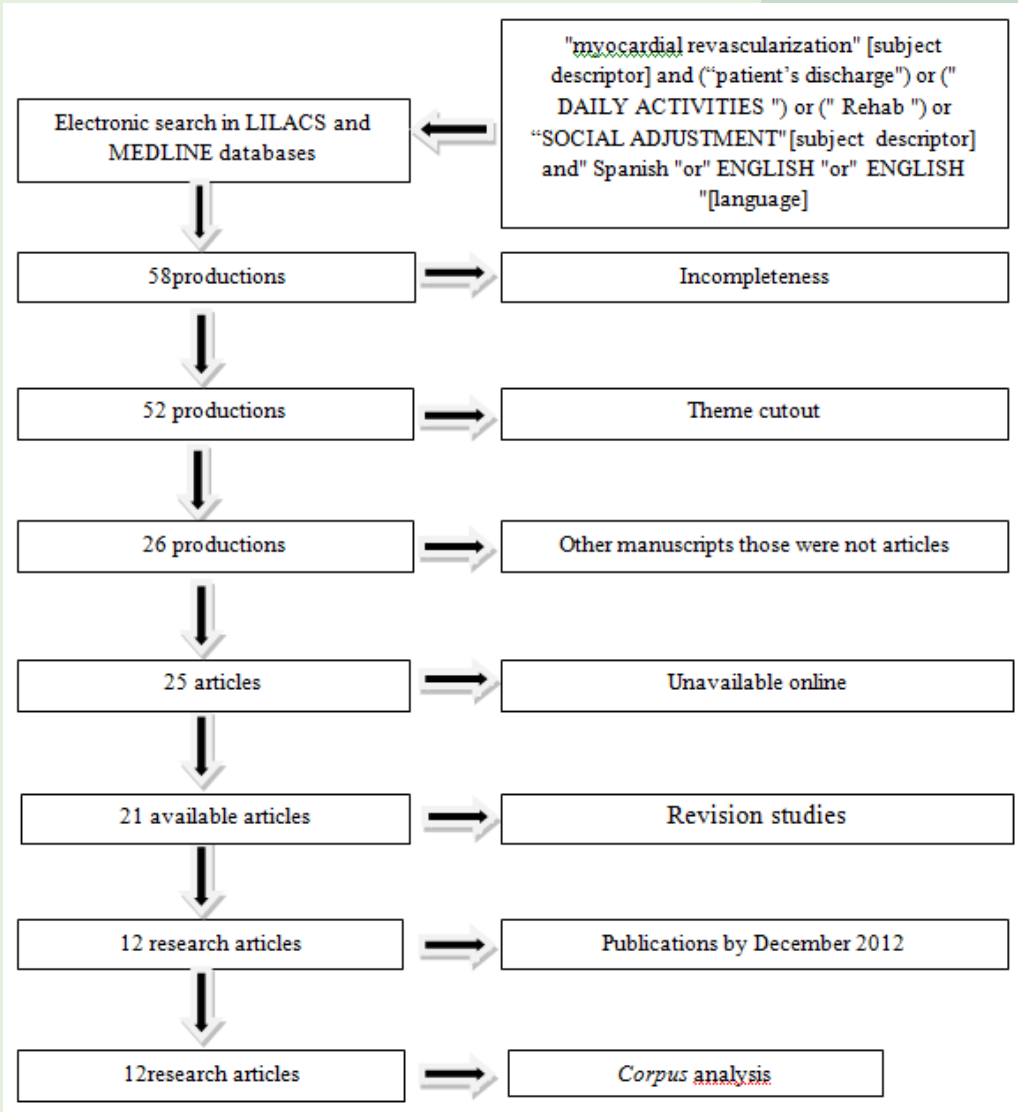 "myocardial revascularization" [subject
descriptor] and (“patient’s discharge") or ("
DAILY ACTIVITIES ") or (" Rehab ") or
“SOCIAL ADJUSTMENT" [subject descriptor]
and" Spanish "or" ENGLISH "or" ENGLISH
"[language]
Electronic search in LILACS and
MEDLINE databases
58productions
Incompleteness
52 productions
Theme cutout
26 productions
Other manuscripts those were not articles
25 articles
Unavailable online
21 available articles
Revision studies
12 research articles
Publications by December 2012
12research articles
Corpus analysis